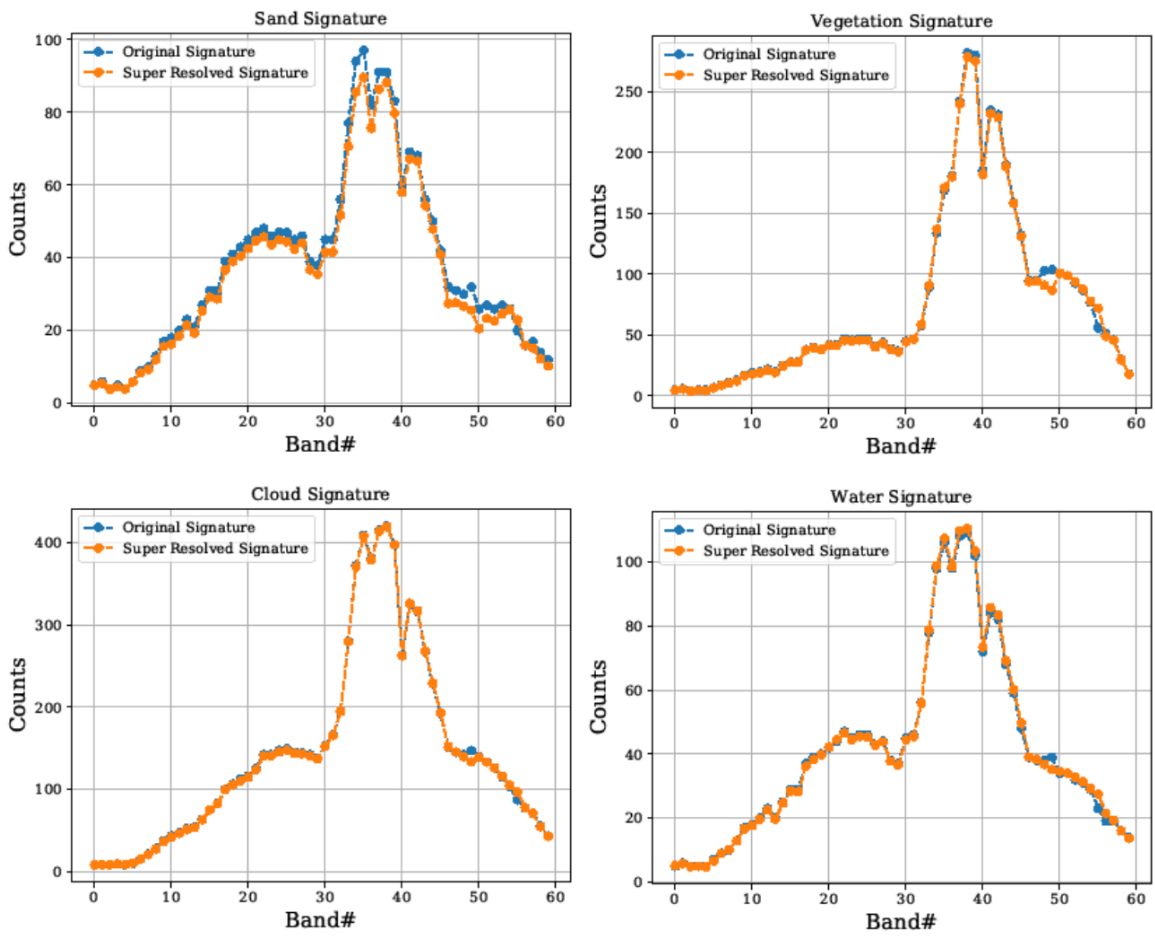 Sand Signature
Original Signature
Super Resolved Signature
100
80
60
40
20
0
Counts
0 10 20 30 40 50 60
Band#
Vegetation Signature
Original Signature
Super Resolved Signature
250
200
150
100
50
0
Counts
0 10 20 30 40 50 60
Band#
Cloud Signature
Original Signature
Super Resolved Signature
400
300
200
100
0
Counts
0 10 20 30 40 50 60
Band#
Water Signature
Original Signature
Super Resolved Signature
100
80
60
40
20
0
Counts
0 10 20 30 40 50 60
Band#